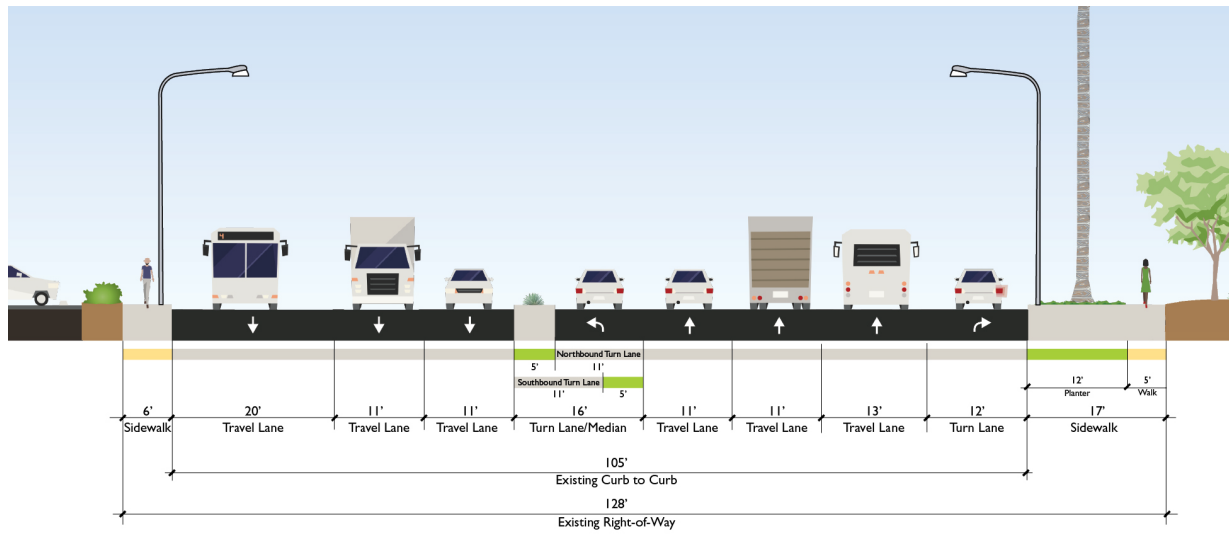 Northbound Turn Lane
5’ 11’
Southbound Turn Lane
11’ 5’
12’
Planter
5’
Walk
6’
Sidewalk
20’
Travel Lane
11’
Travel Lane
11’
Travel Lane
16’
Turn Lane/Median
11’
Travel Lane
11’
Travel Lane
13’
Travel Lane
12’
Turn Lane
17’
Sidewalk
105’
Existing Curb to Curb
128’
Existing Right-of-Way